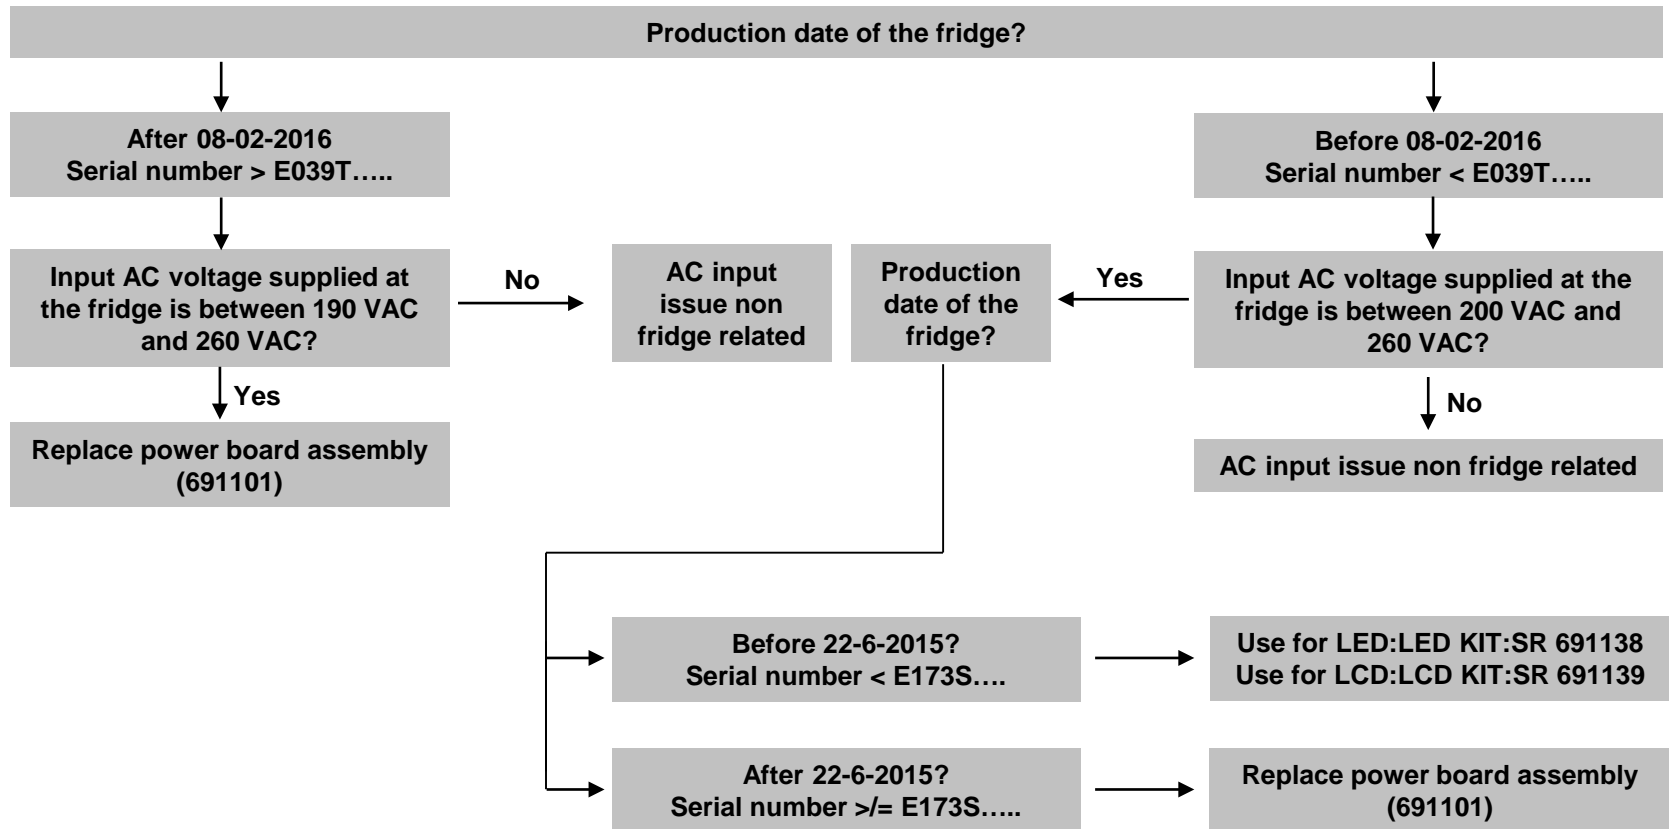 Production date of the fridge?
After 08-02-2016
Serial number > E039T…..
Before 08-02-2016
Serial number < E039T…..
Input AC voltage supplied at
the fridge is between 190 VAC
and 260 VAC?
No
AC input
issue non
fridge related
Production
date of the
fridge?
Yes
Input AC voltage supplied at the
fridge is between 200 VAC and
260 VAC?
Yes
No
Replace power board assembly
(691101)
AC input issue non fridge related
Before 22-6-2015?
Serial number < E173S….
Use for LED:LED KIT:SR 691138
Use for LCD:LCD KIT:SR 691139
After 22-6-2015?
Serial number >/= E173S…..
Replace power board assembly
(691101)